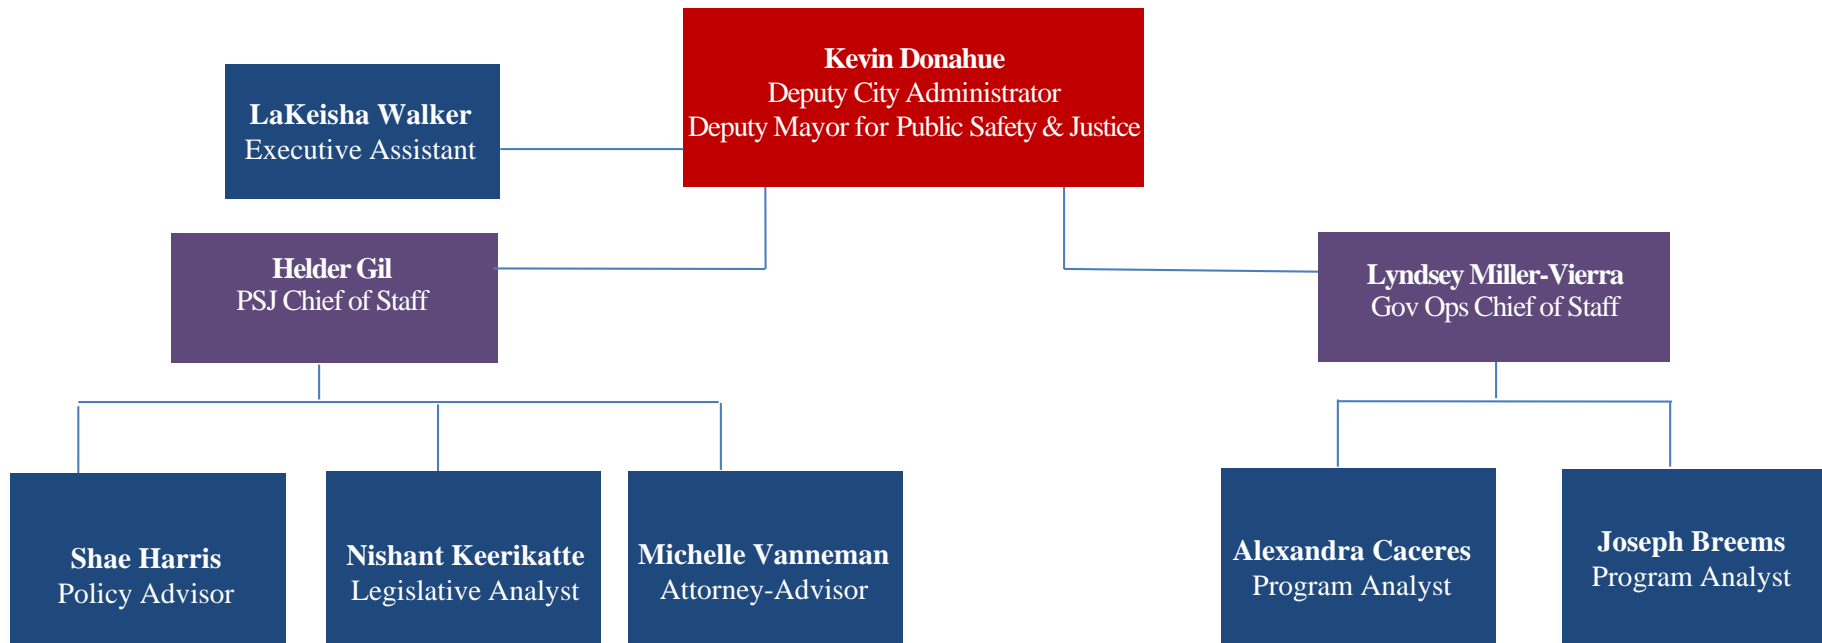 Kevin Donahue
Deputy City Administrator
Deputy Mayor for Public Safety & Justice
LaKeisha Walker
Executive Assistant
Helder Gil
PSJ Chief of Staff
Lyndsey Miller-Vierra
Gov Ops Chief of Staff
Shae Harris
Policy Advisor
Nishant Keerikatte
Legislative Analyst
Michelle Vanneman
Attorney-Advisor
Alexandra Caceres
Program Analyst
Joseph Breems
Program Analyst